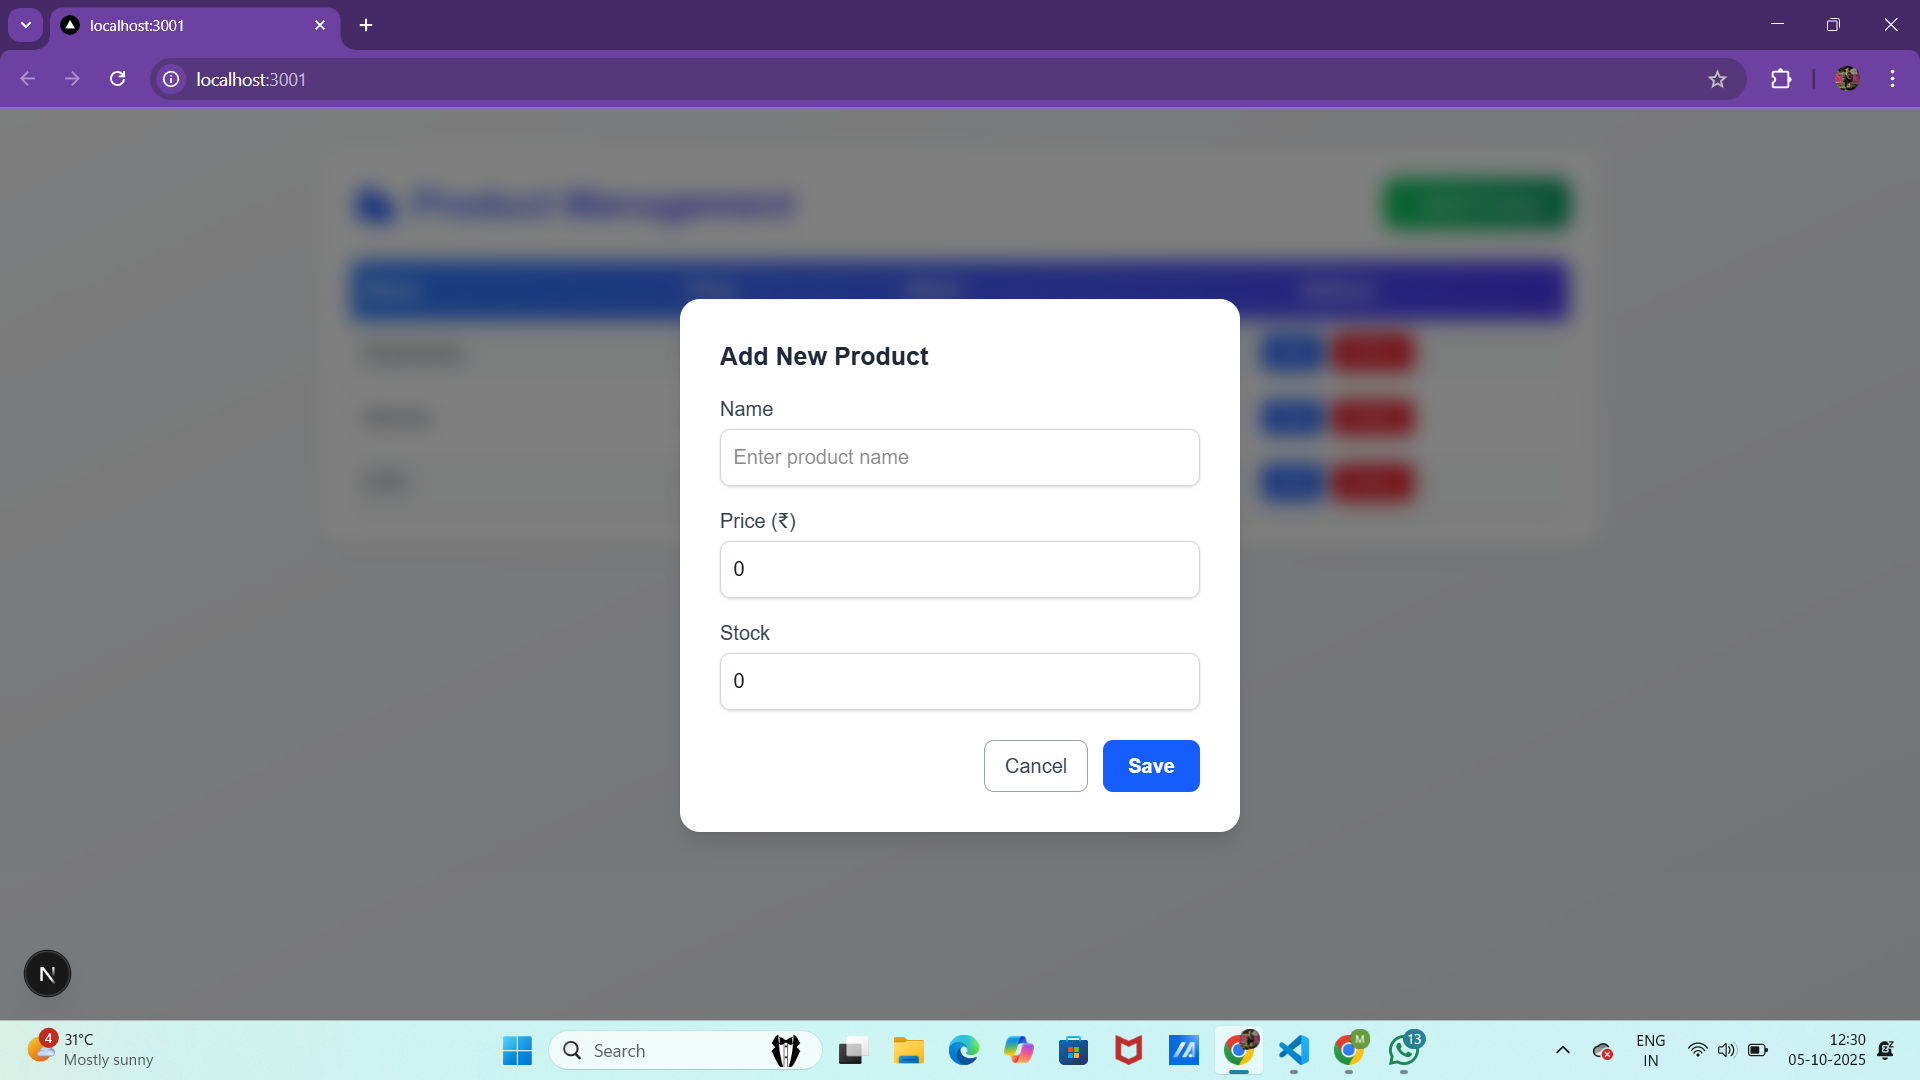 localhost:3001
localhost:3001
Product Management
Add New Product
Name
Enter product name
Price (₹)
0
Stock
0
Cancel
Save
N
4
31°C
Mostly sunny
Search
M
13
ENG
IN
12:30
05-10-2025